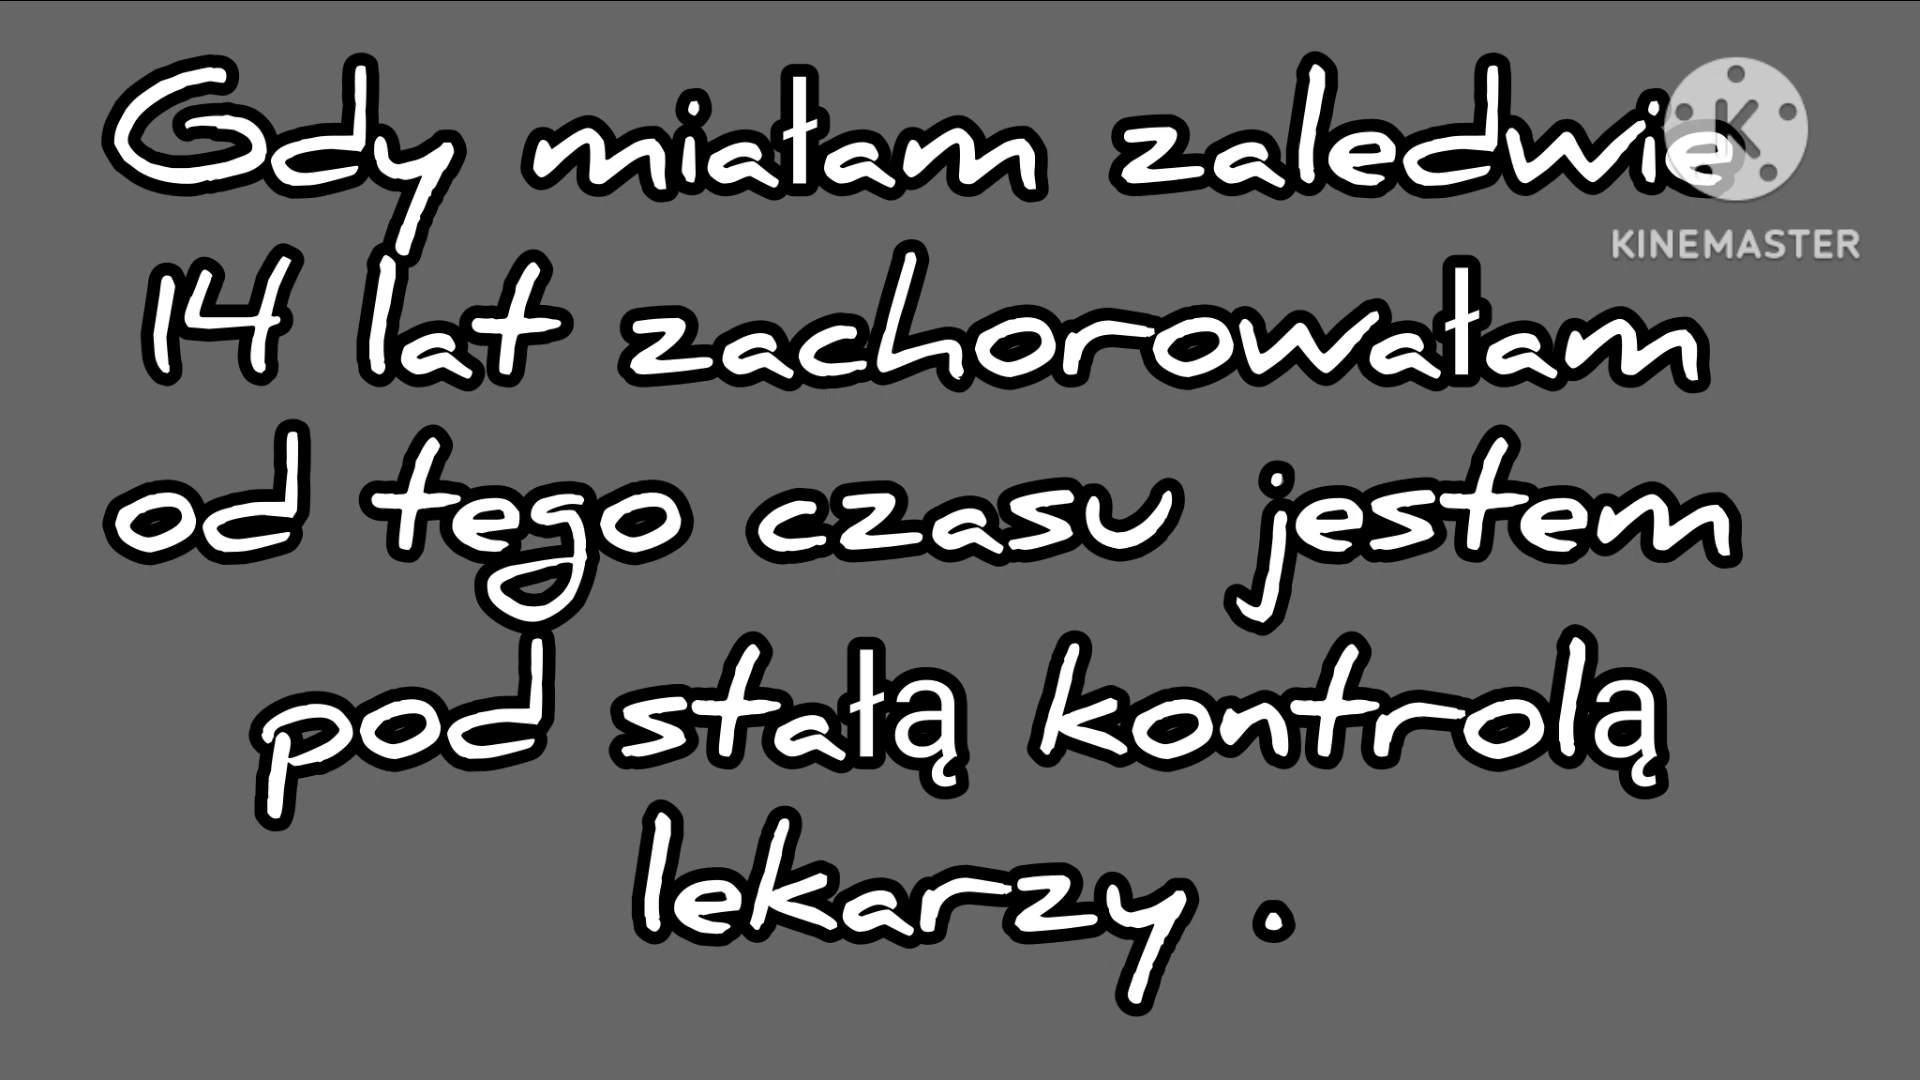 Gdy miałam zaledwie
KINEMASTER
14 lat zachorowałam
od tego czasu jestem
pod stałą kontrolą
lekarzy .